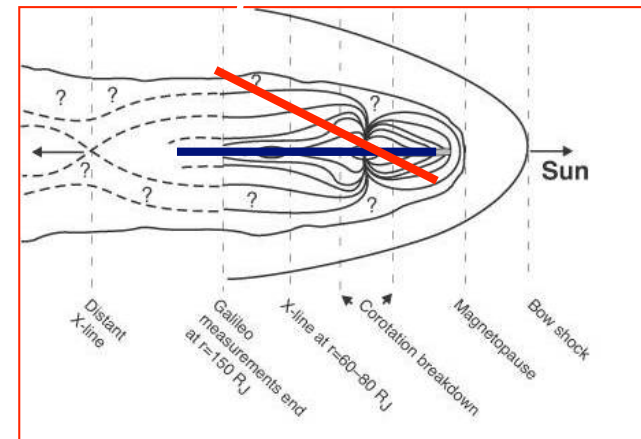 ? ? ? ?
Sun
? ? ?
Distant
X-line
Galileo
measurements end
at r=150 RJ
X-line at r=60–80 RJ
Corotation breakdown
Magnetopause
Bow shock